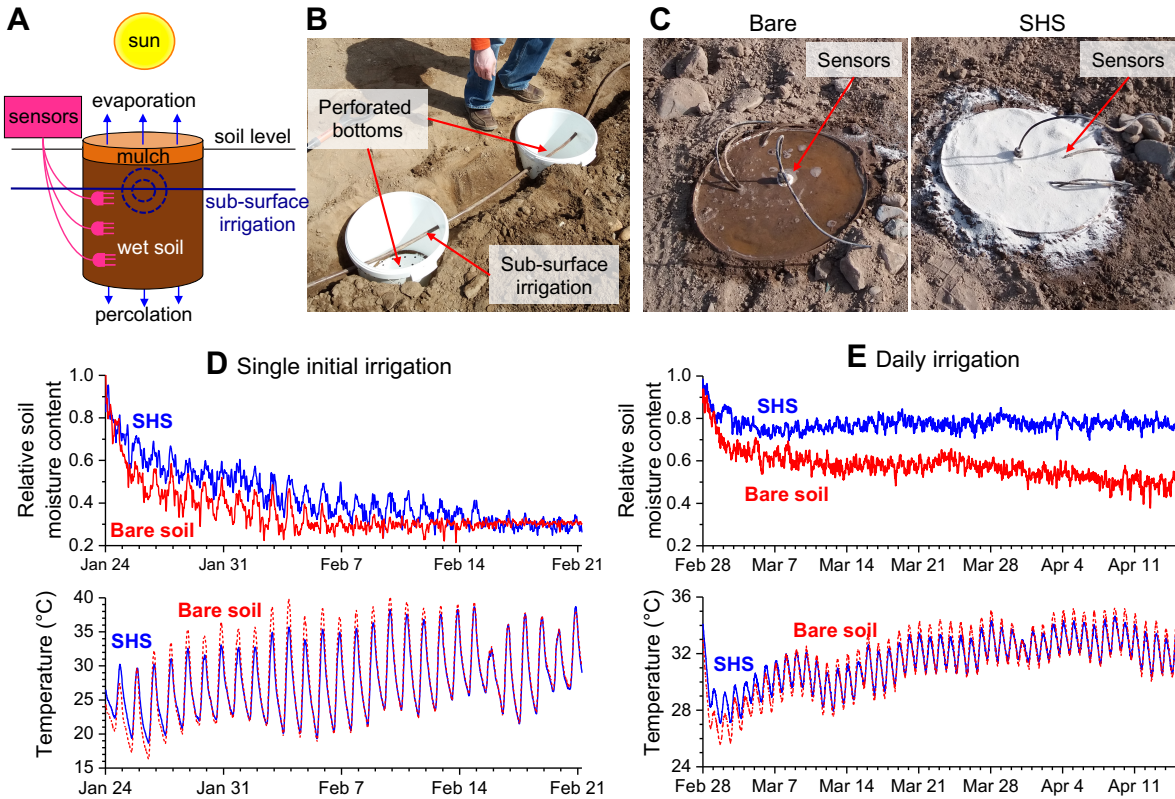 A
sun
evaporation
sensors
soil level
mulch
sub-surface
irrigation
wet soil
percolation
B
Perforated
bottoms
Sub-surface
irrigation
C
Bare
SHS
Sensors
Sensors
D Single initial irrigation
Relative soil
moisture content
1.0
0.8
0.6
0.4
0.2
SHS
Bare soil
Jan 24
Jan 31
Feb 7
Feb 14
Feb 21
Temperature (°C)
40
35
30
25
20
15
Bare soil
SHS
Jan 24
Jan 31
Feb 7
Feb 14
Feb 21
E Daily irrigation
Relative soil
moisture content
1.0
0.8
0.6
0.4
0.2
SHS
Bare soil
Feb 28
Mar 7
Mar 14
Mar 21
Mar 28
Apr 4
Apr 11
Temperature (°C)
36
32
28
24
Bare soil
SHS
Feb 28
Mar 7
Mar 14
Mar 21
Mar 28
Apr 4
Apr 11